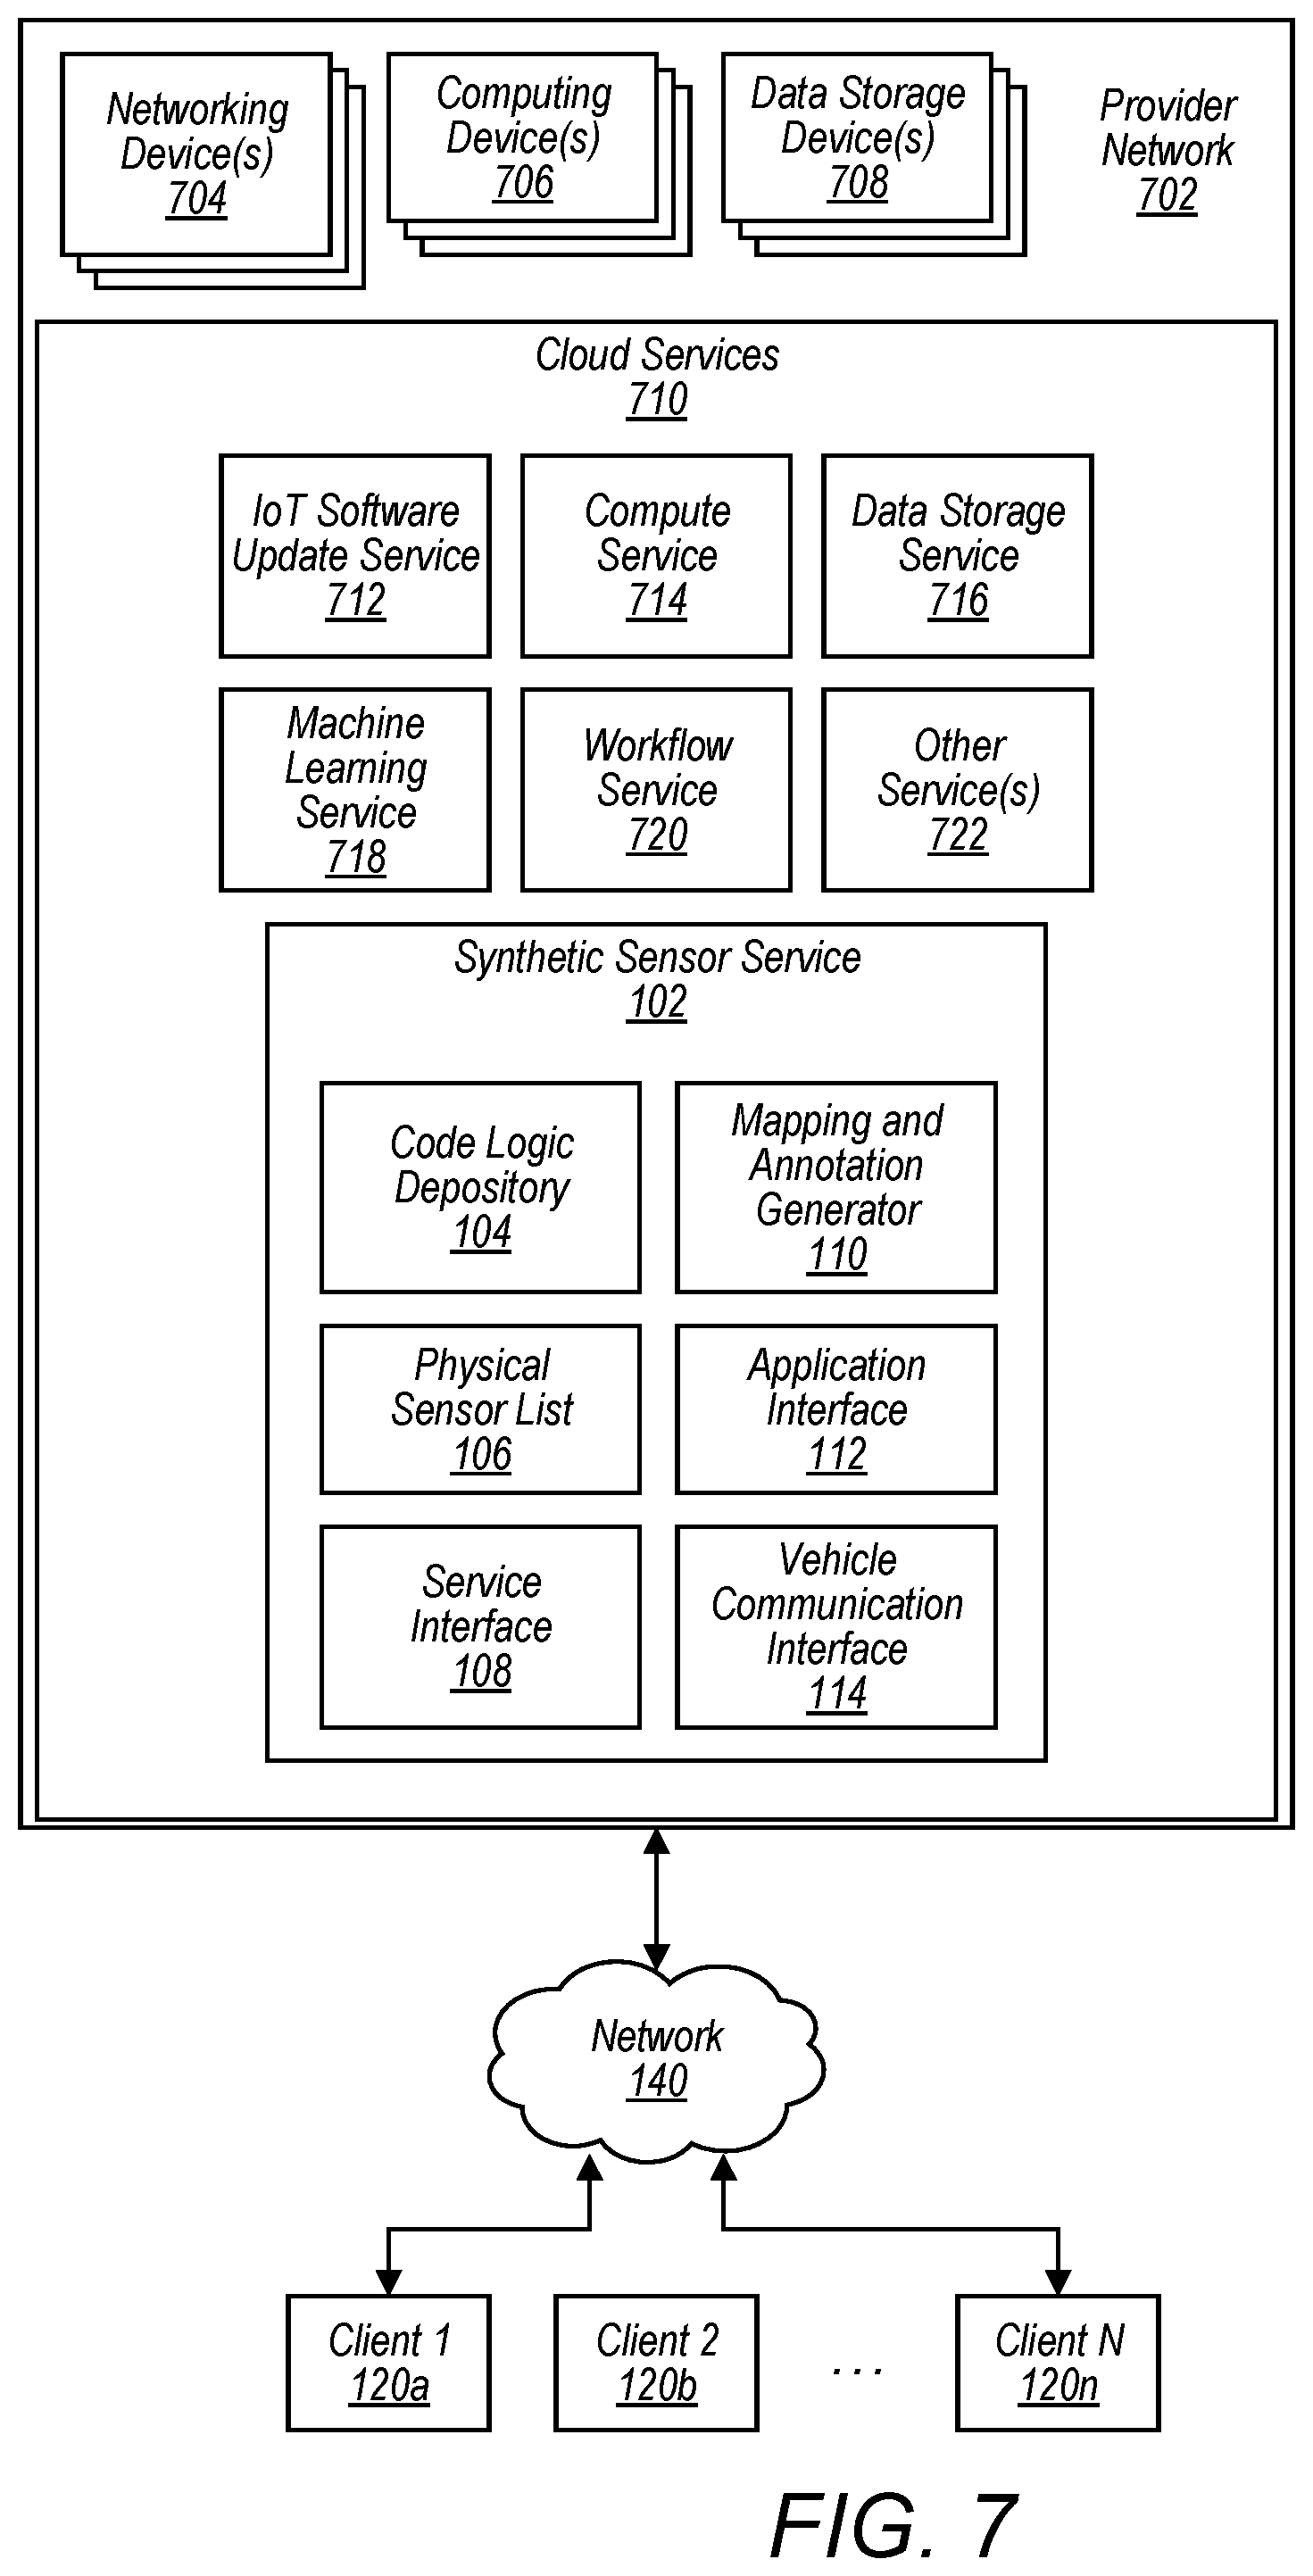 Networking
Device(s)
704
Computing
Device(s)
706
Data Storage
Device(s)
708
Provider
Network
702
Cloud Services
710
IoT Software
Update Service
712
Compute
Service
714
Data Storage
Service
716
Machine
Learning
Service
718
Workflow
Service
720
Other
Service(s)
722
Synthetic Sensor Service
102
Code Logic
Depository
104
Mapping and
Annotation
Generator
110
Physical
Sensor List
106
Application
Interface
112
Service
Interface
108
Vehicle
Communication
Interface
114
Network
140
Client 1
120a
Client 2
120b
...
Client N
120n
FIG. 7